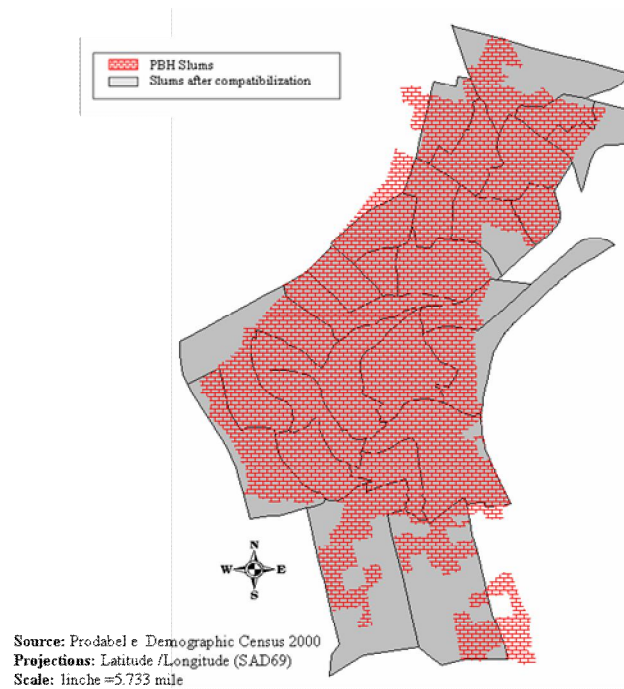 PBH Slums
Slums after compatibilization
N
W E
S
Source: Prodabel e Demographic Census 2000
Projections: Latitude /Longitude (SAD69)
Scale: 1inche =5.733 mile